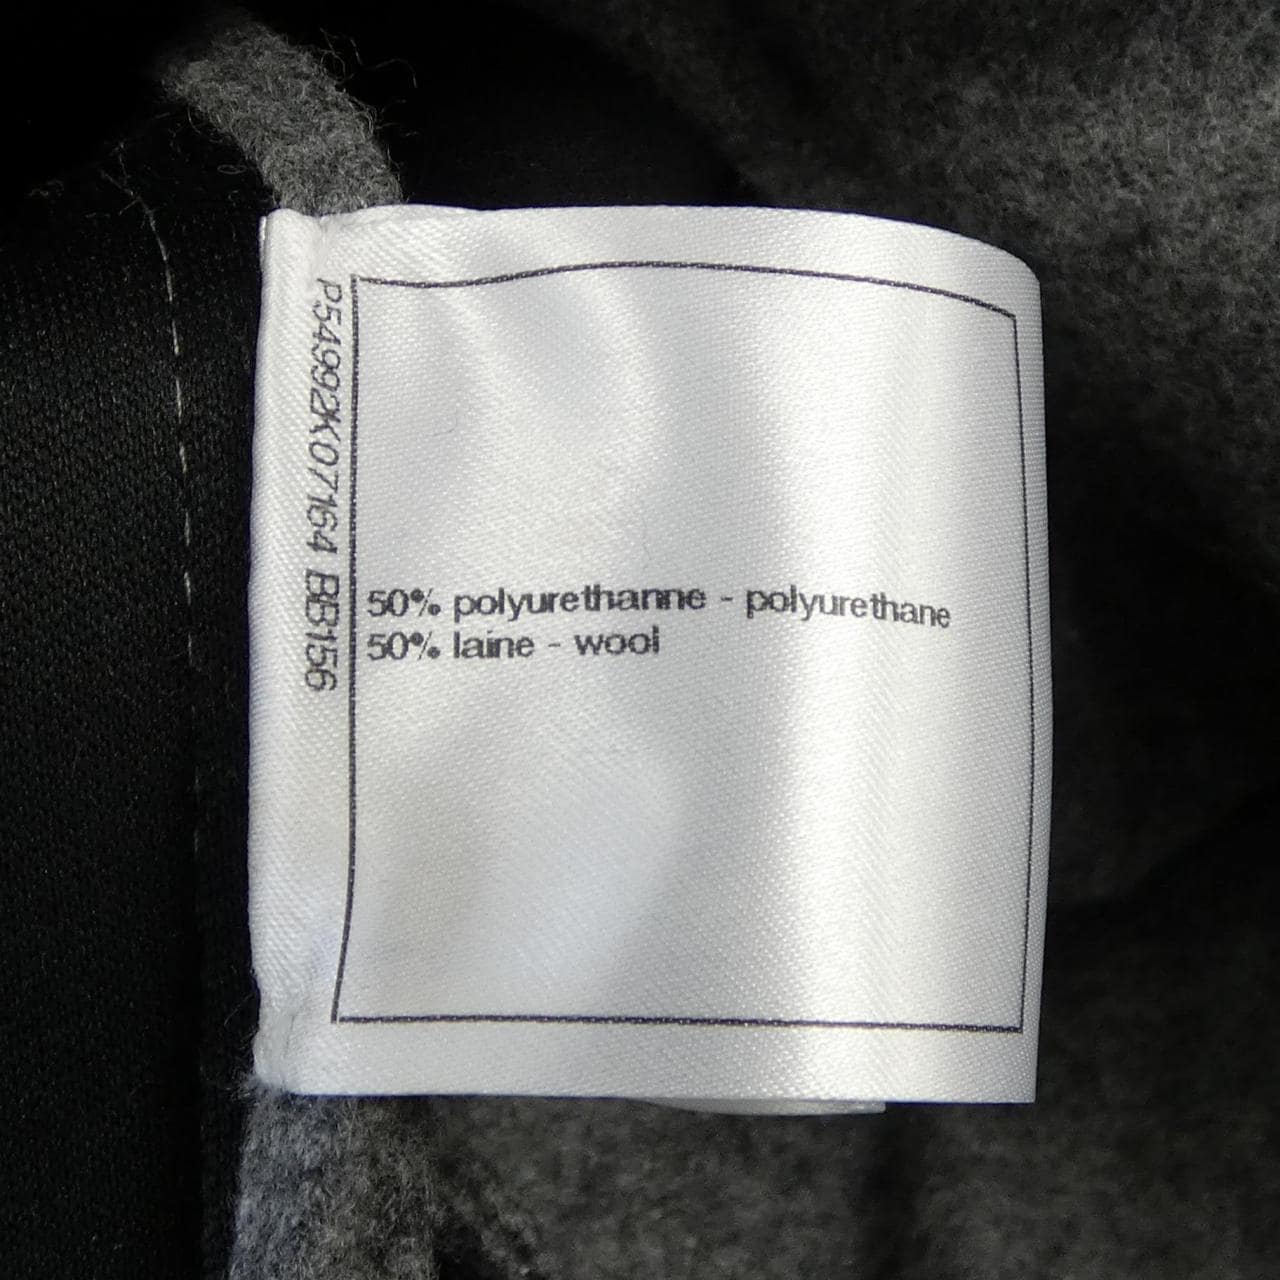 P54992K07164 BB156
50% polyurethanne - polyurethane
50% laine - wool